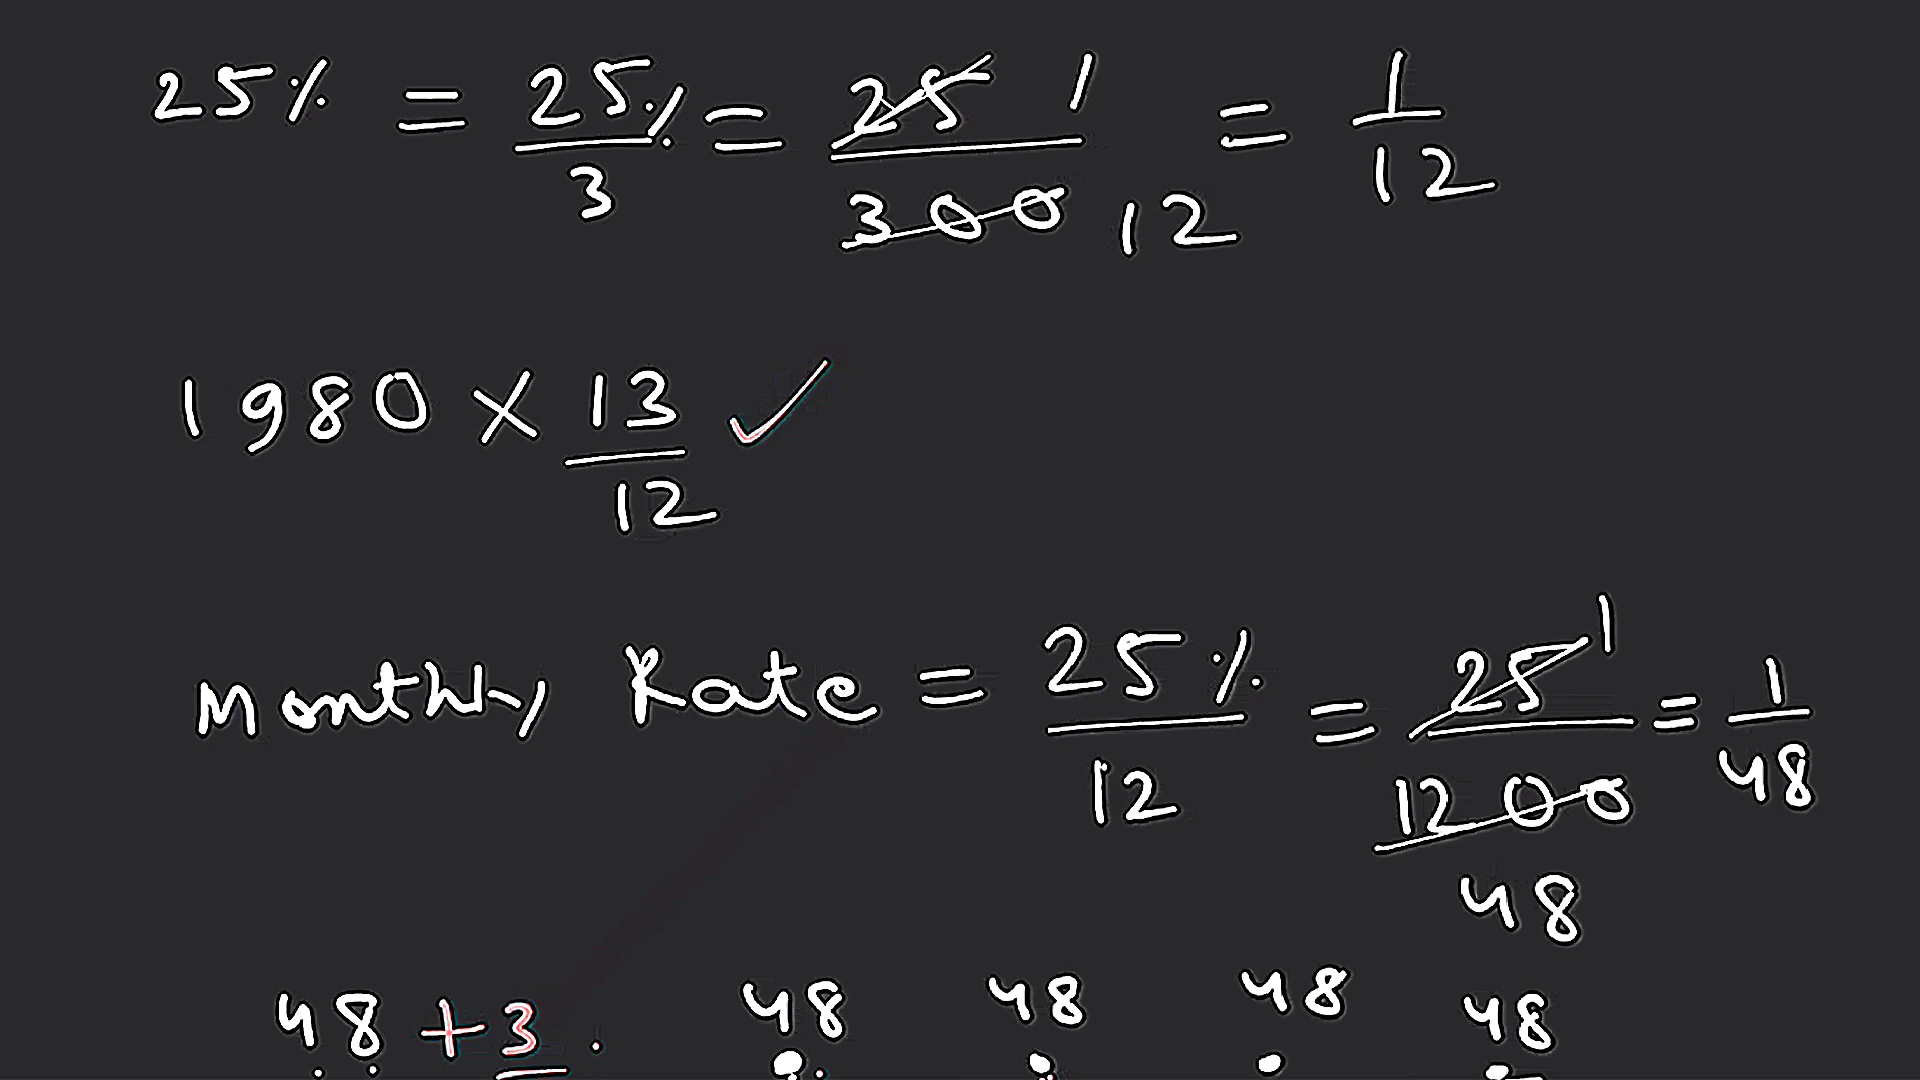 25% = 25%/3 = 25/300 1/12 = 1/12
1980 × 13/12 ✓
Monthly Rate = 25%/12 = 25/1200 1/48 = 1/48
48 + 3 . 48 48 48 48